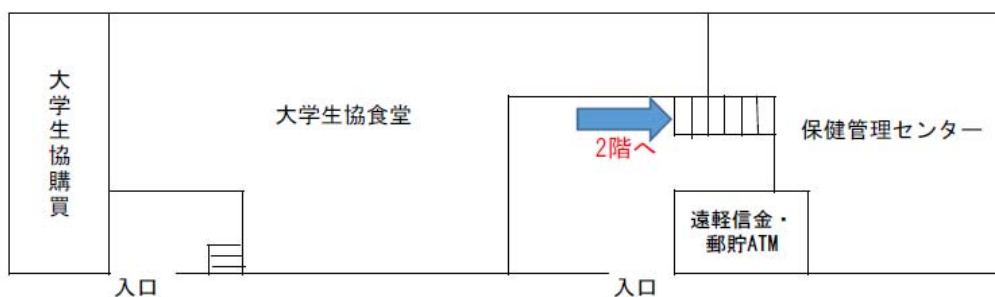 大学生協購買
大学生協食堂
2階へ
保健管理センター
遠軽信金・
郵貯ATM
入口
入口